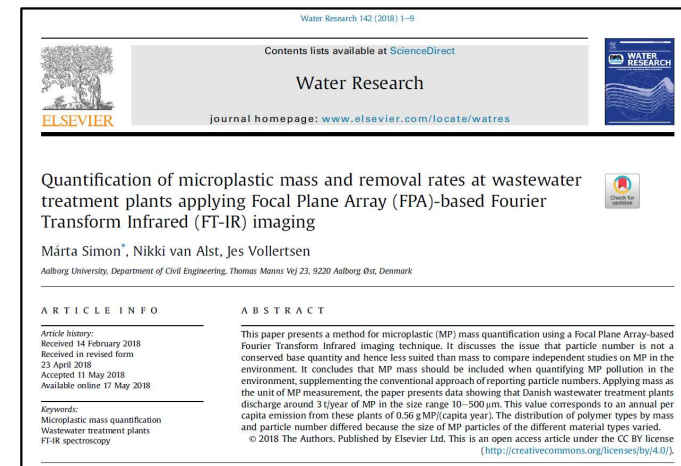 Water Research 142 (2018) 1–9
Contents lists available at ScienceDirect
Water Research
journal homepage: www.elsevier.com/locate/watres
ELSEVIER
WATER
RESEARCH
Quantification of microplastic mass and removal rates at wastewater
treatment plants applying Focal Plane Array (FPA)-based Fourier
Transform Infrared (FT-IR) imaging
Check for
updates
Márta Simon*, Nikki van Alst, Jes Vollertsen
Aalborg University, Department of Civil Engineering, Thomas Manns Vej 23, 9220 Aalborg Øst, Denmark
ARTICLE INFO
Article history:
Received 14 February 2018
Received in revised form
23 April 2018
Accepted 11 May 2018
Available online 17 May 2018
Keywords:
Microplastic mass quantification
Wastewater treatment plants
FT-IR spectroscopy
ABSTRACT
This paper presents a method for microplastic (MP) mass quantification using a Focal Plane Array-based
Fourier Transform Infrared imaging technique. It discusses the issue that particle number is not a
conserved base quantity and hence less suited than mass to compare independent studies on MP in the
environment. It concludes that MP mass should be included when quantifying MP pollution in the
environment, supplementing the conventional approach of reporting particle numbers. Applying mass as
the unit of MP measurement, the paper presents data showing that Danish wastewater treatment plants
discharge around 3 t/year of MP in the size range 10–500 μm. This value corresponds to an annual per
capita emission from these plants of 0.56 g MP/(capita year). The distribution of polymer types by mass
and particle number differed because the size of MP particles of the different material types varied.
© 2018 The Authors. Published by Elsevier Ltd. This is an open access article under the CC BY license
(http://creativecommons.org/licenses/by/4.0/).